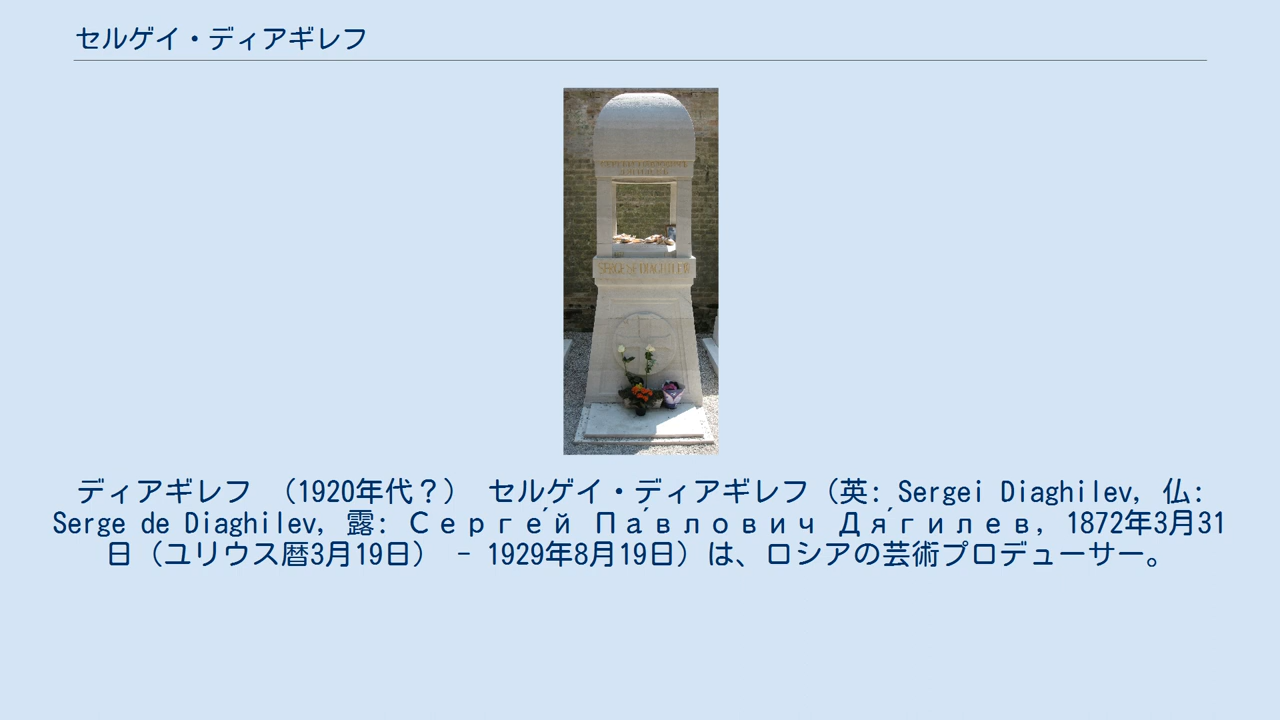 セルゲイ・ディアギレフ
SERGE DE DIAGHILEW
ディアギレフ （1920年代？） セルゲイ・ディアギレフ（英: Sergei Diaghilev, 仏:
Serge de Diaghilev, 露: Серге́й Па́влович Дя́гилев, 1872年3月31
日（ユリウス暦3月19日） - 1929年8月19日）は、ロシアの芸術プロデューサー。